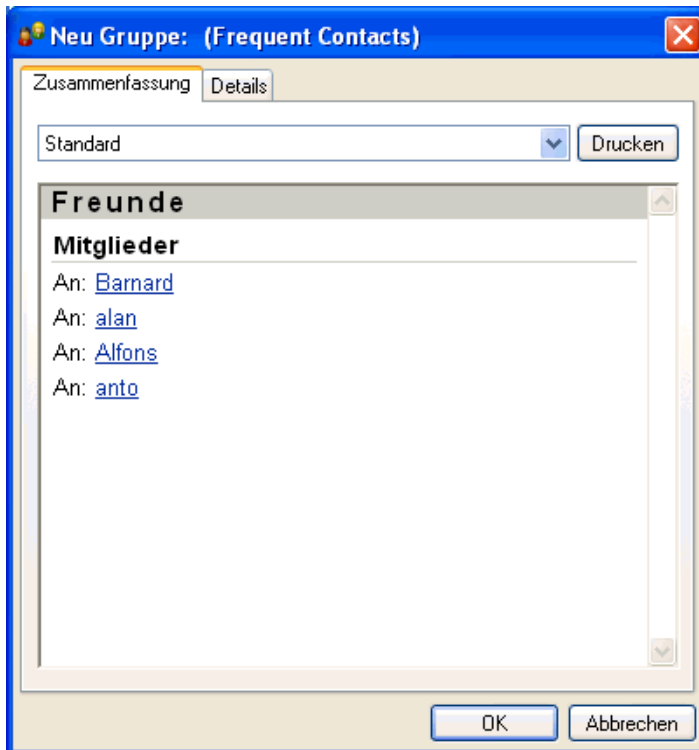 Neu Gruppe: (Frequent Contacts)
Zusammenfassung Details
Standard Drucken
Freunde
Mitglieder
An: Barnard
An: alan
An: Alfons
An: anto
OK Abbrechen